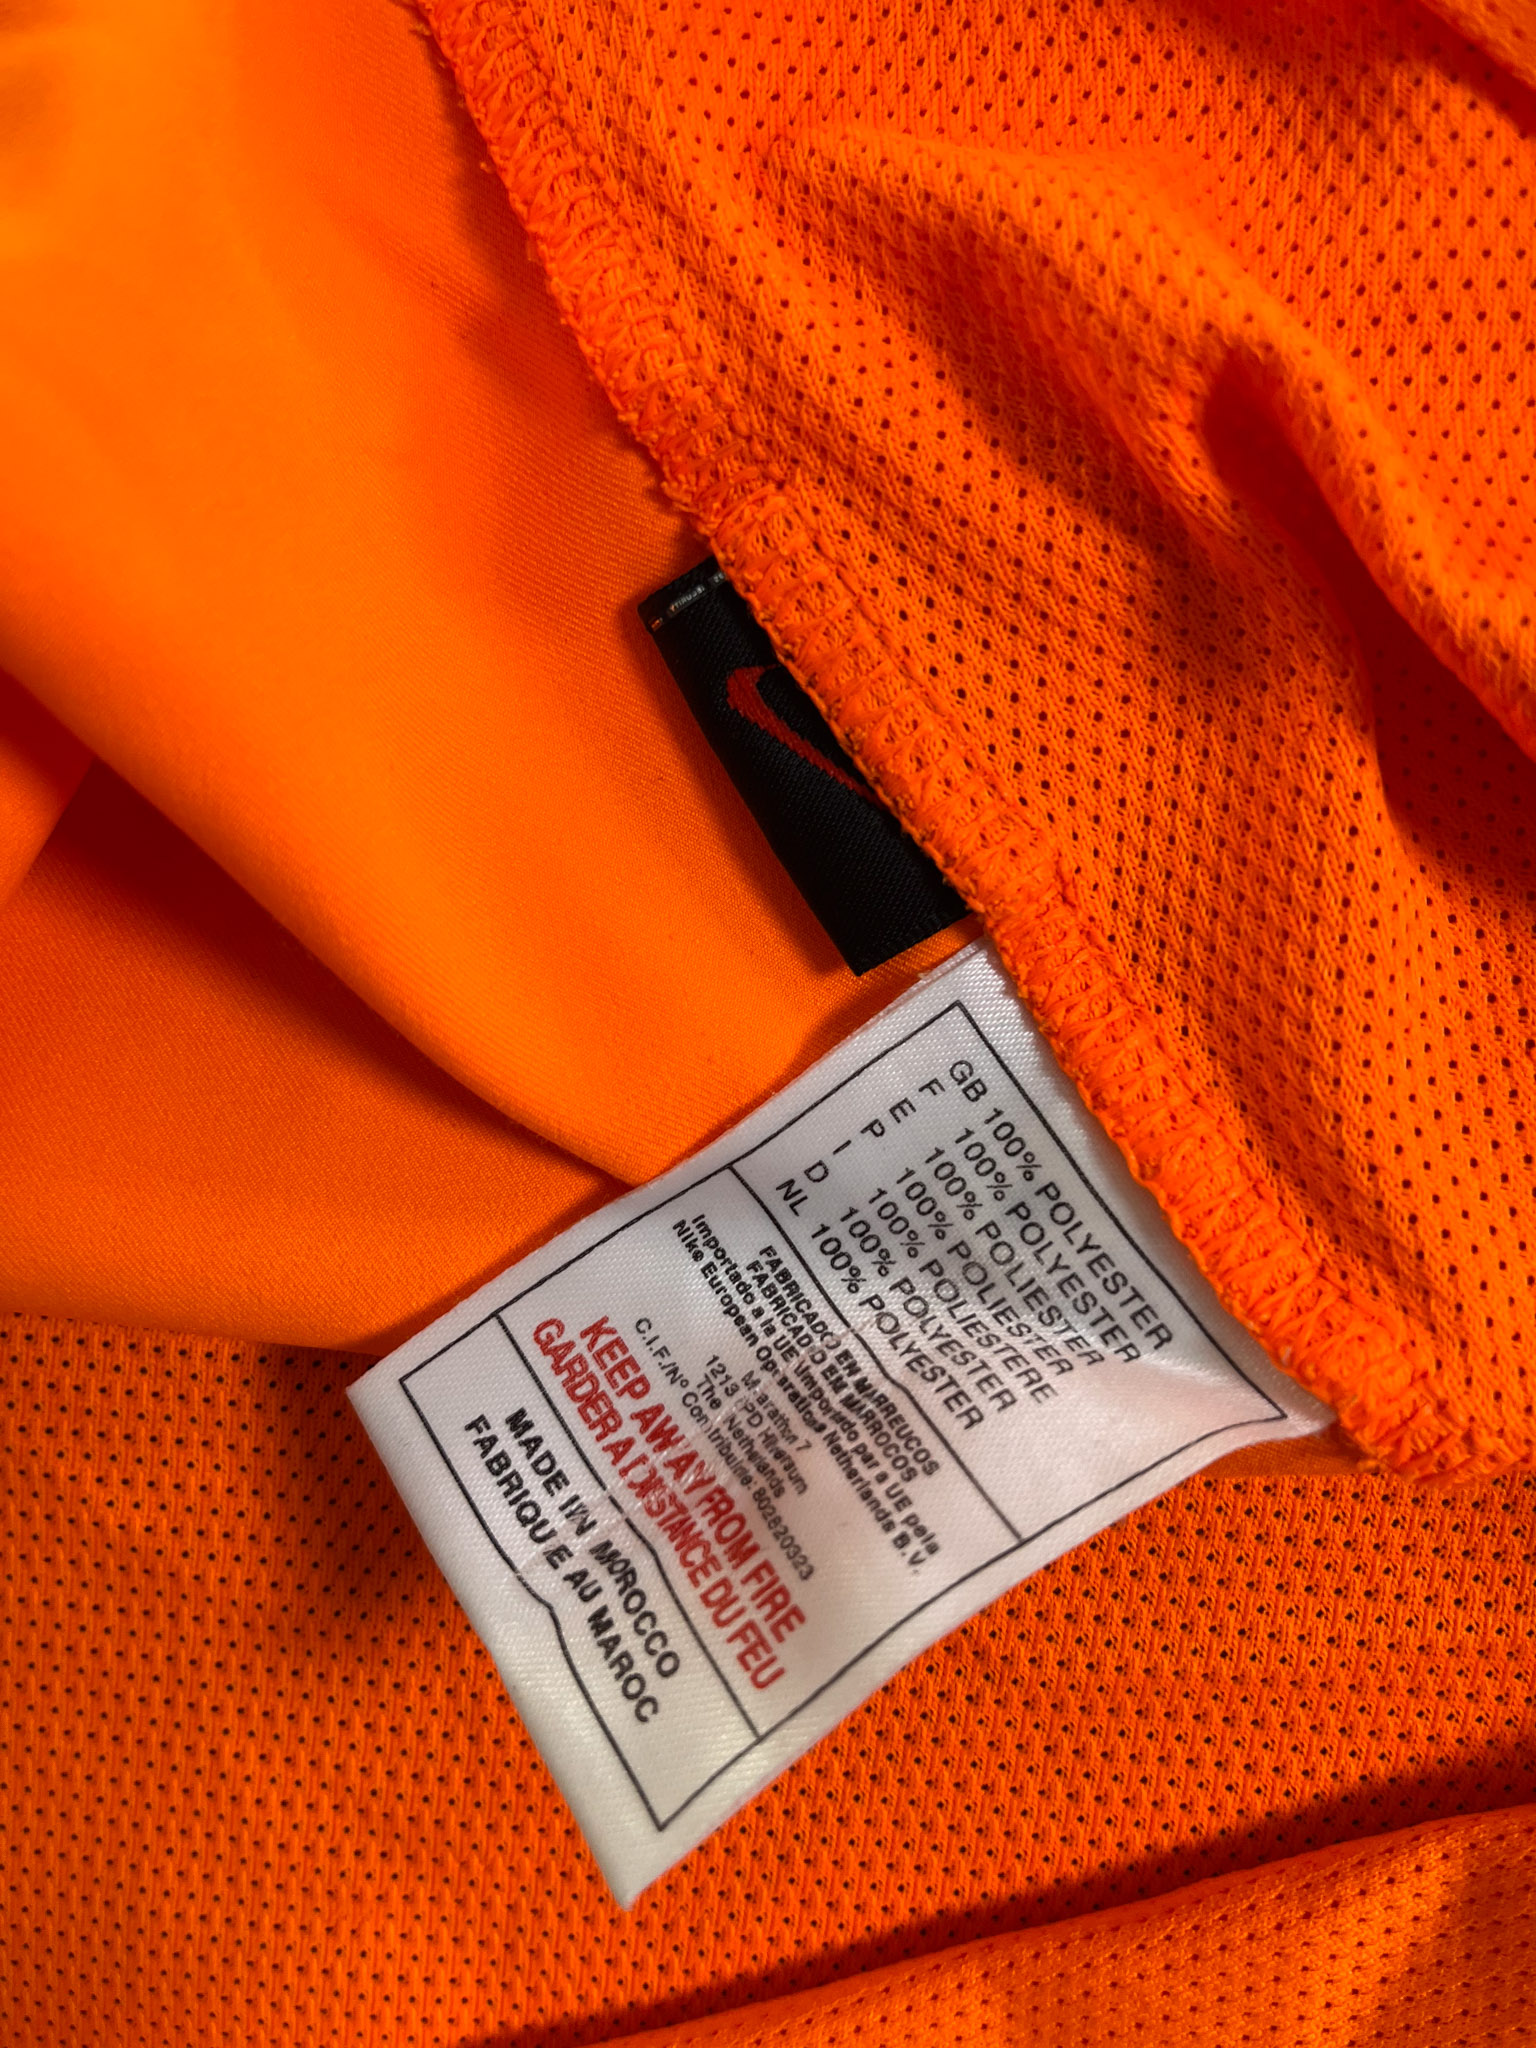 GB 100% POLYESTER
F 100% POLYESTER
E 100% POLIESTER
P 100% POLIESTER
I 100% POLIESTERE
D 100% POLYESTER
NL 100% POLYESTER
FABRICADO EN MARRUECOS
FABRICADO EM MARROCOS
Importado a la UE \Importado par a UE pela
Nike European Operations Netherlands B.V.
Marathon 7
1213 PD Hilversum
The Netherlands
C.I.F./Nº Contribuinte: 802820323
KEEP AWAY FROM FIRE
GARDER A DISTANCE DU FEU
MADE IN MOROCCO
FABRIQUE AU MAROC